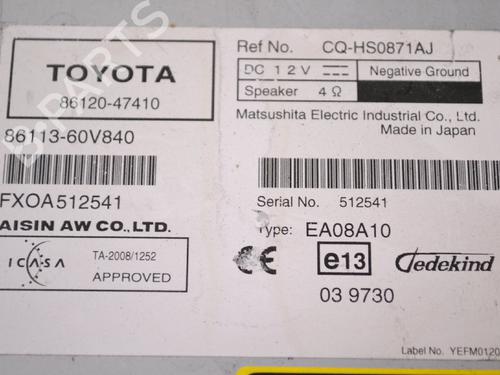 TOYOTA
86120-47410
86113-60V840
FXOA512541
AISIN AW CO., LTD.
ICASA
TA-2008/1252
APPROVED
Ref No. CQ-HS0871AJ
DC 12V
Negative Ground
Speaker 4Ω
Matsushita Electric Industrial Co., Ltd.
Made in Japan
Serial No. 512541
Type: EA08A10
CE e13 Jedekind
03 9730
Label No. YEFM0120
B-PARTS